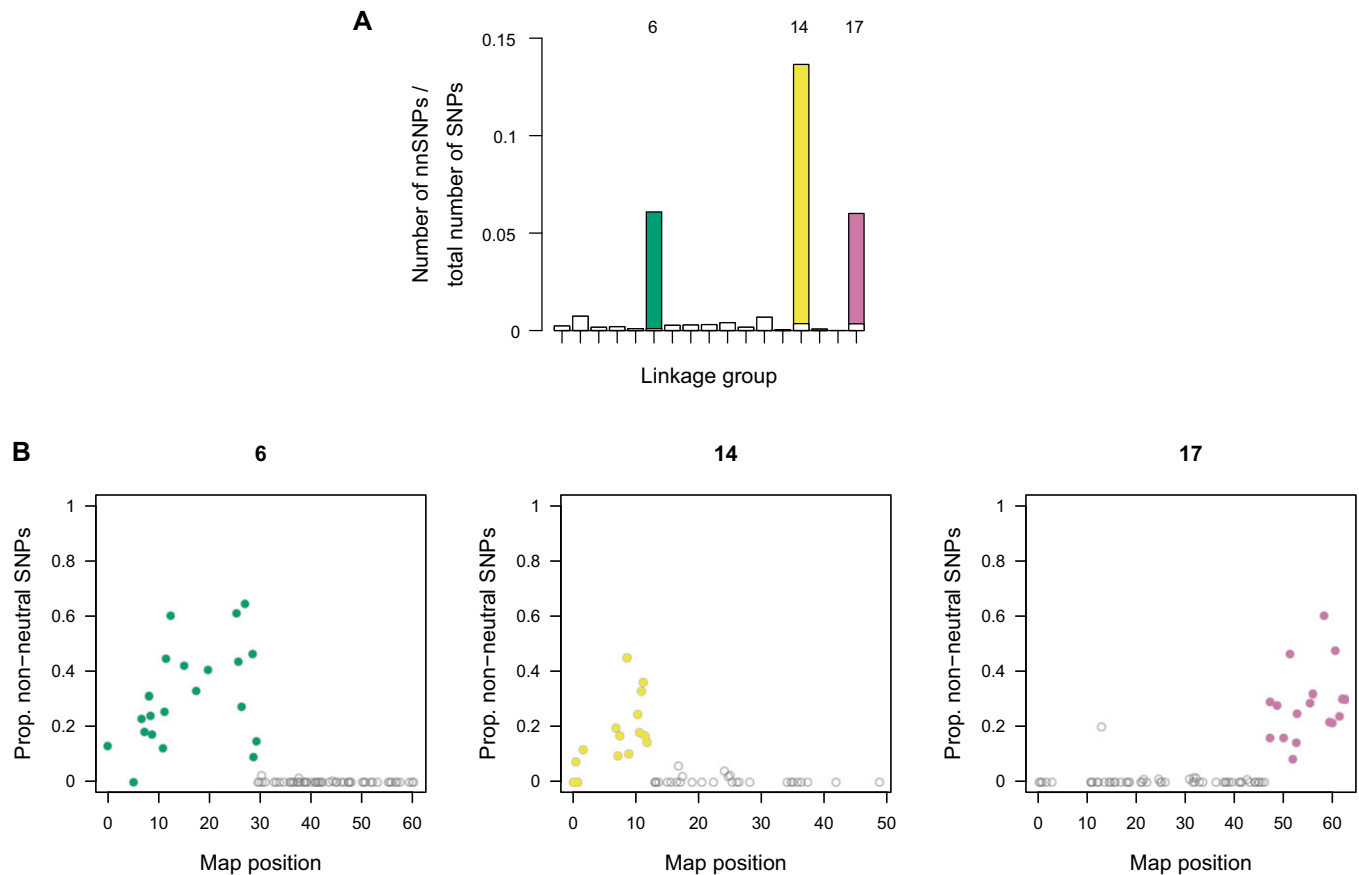 A
6 14 17
Number of nnSNPs /
total number of SNPs
0.15
0.1
0.05
0
Linkage group
B
6
Prop. non−neutral SNPs
1
0.8
0.6
0.4
0.2
0
0 10 20 30 40 50 60
Map position
14
Prop. non−neutral SNPs
1
0.8
0.6
0.4
0.2
0
0 10 20 30 40 50
Map position
17
Prop. non−neutral SNPs
1
0.8
0.6
0.4
0.2
0
0 10 20 30 40 50 60
Map position